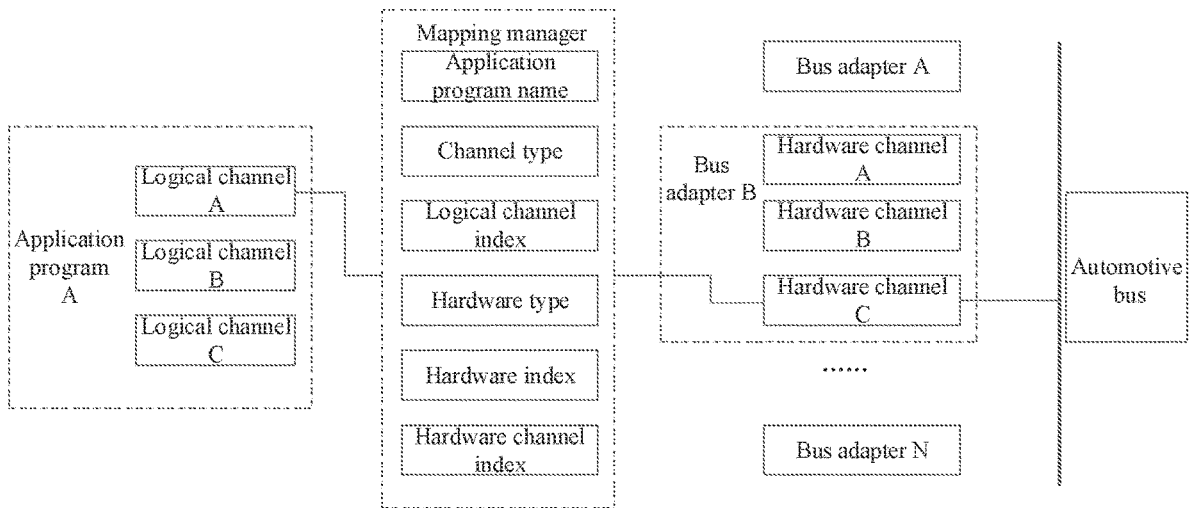 Application
program
A
Logical channel
A
Logical channel
B
Logical channel
C
Mapping manager
Application
program name
Channel type
Logical channel
index
Hardware type
Hardware index
Hardware channel
index
Bus adapter A
Bus
adapter B
Hardware channel
A
Hardware channel
B
Hardware channel
C
......
Bus adapter N
Automotive
bus